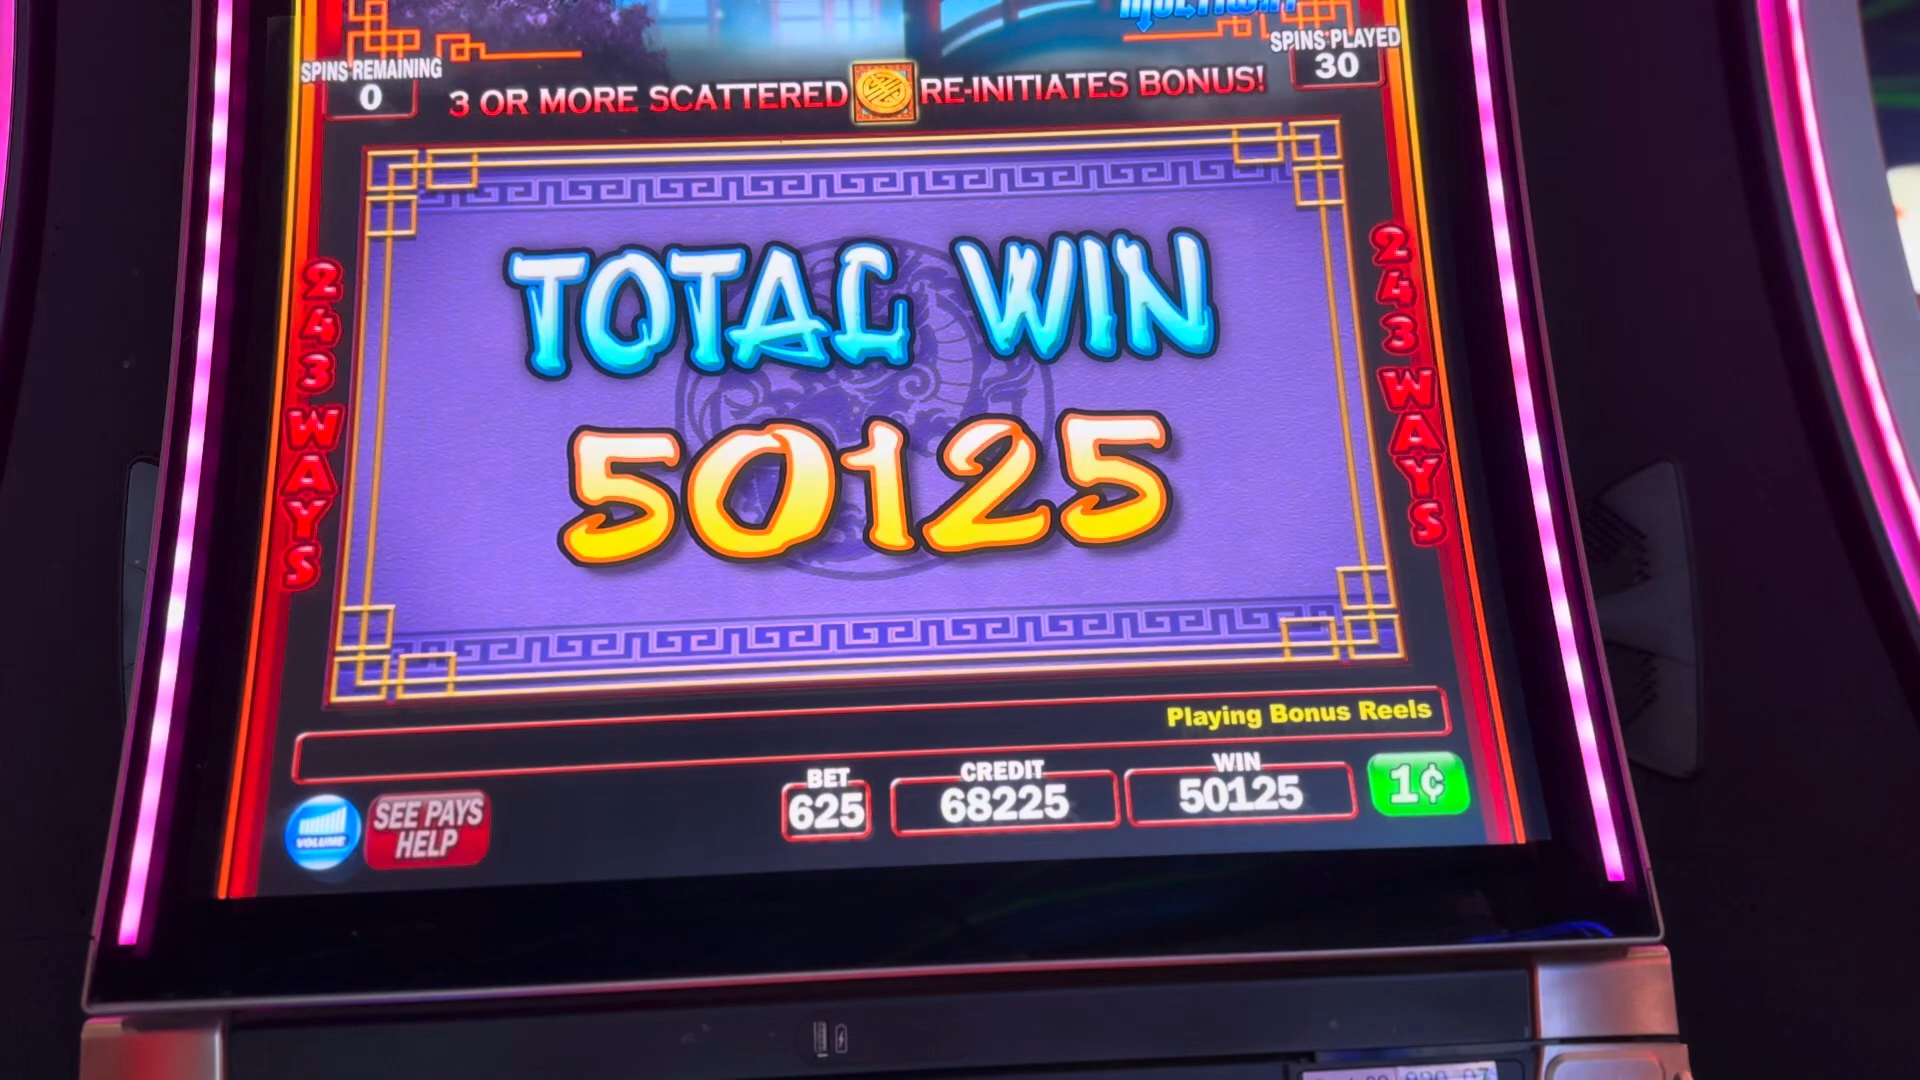 SPINS REMAINING
0
3 OR MORE SCATTERED RE-INITIATES BONUS!
SPINS PLAYED
30
243 WAYS
TOTAL WIN
50125
243 WAYS
Playing Bonus Reels
VOLUME
SEE PAYS
HELP
BET
625
CREDIT
68225
WIN
50125
1¢